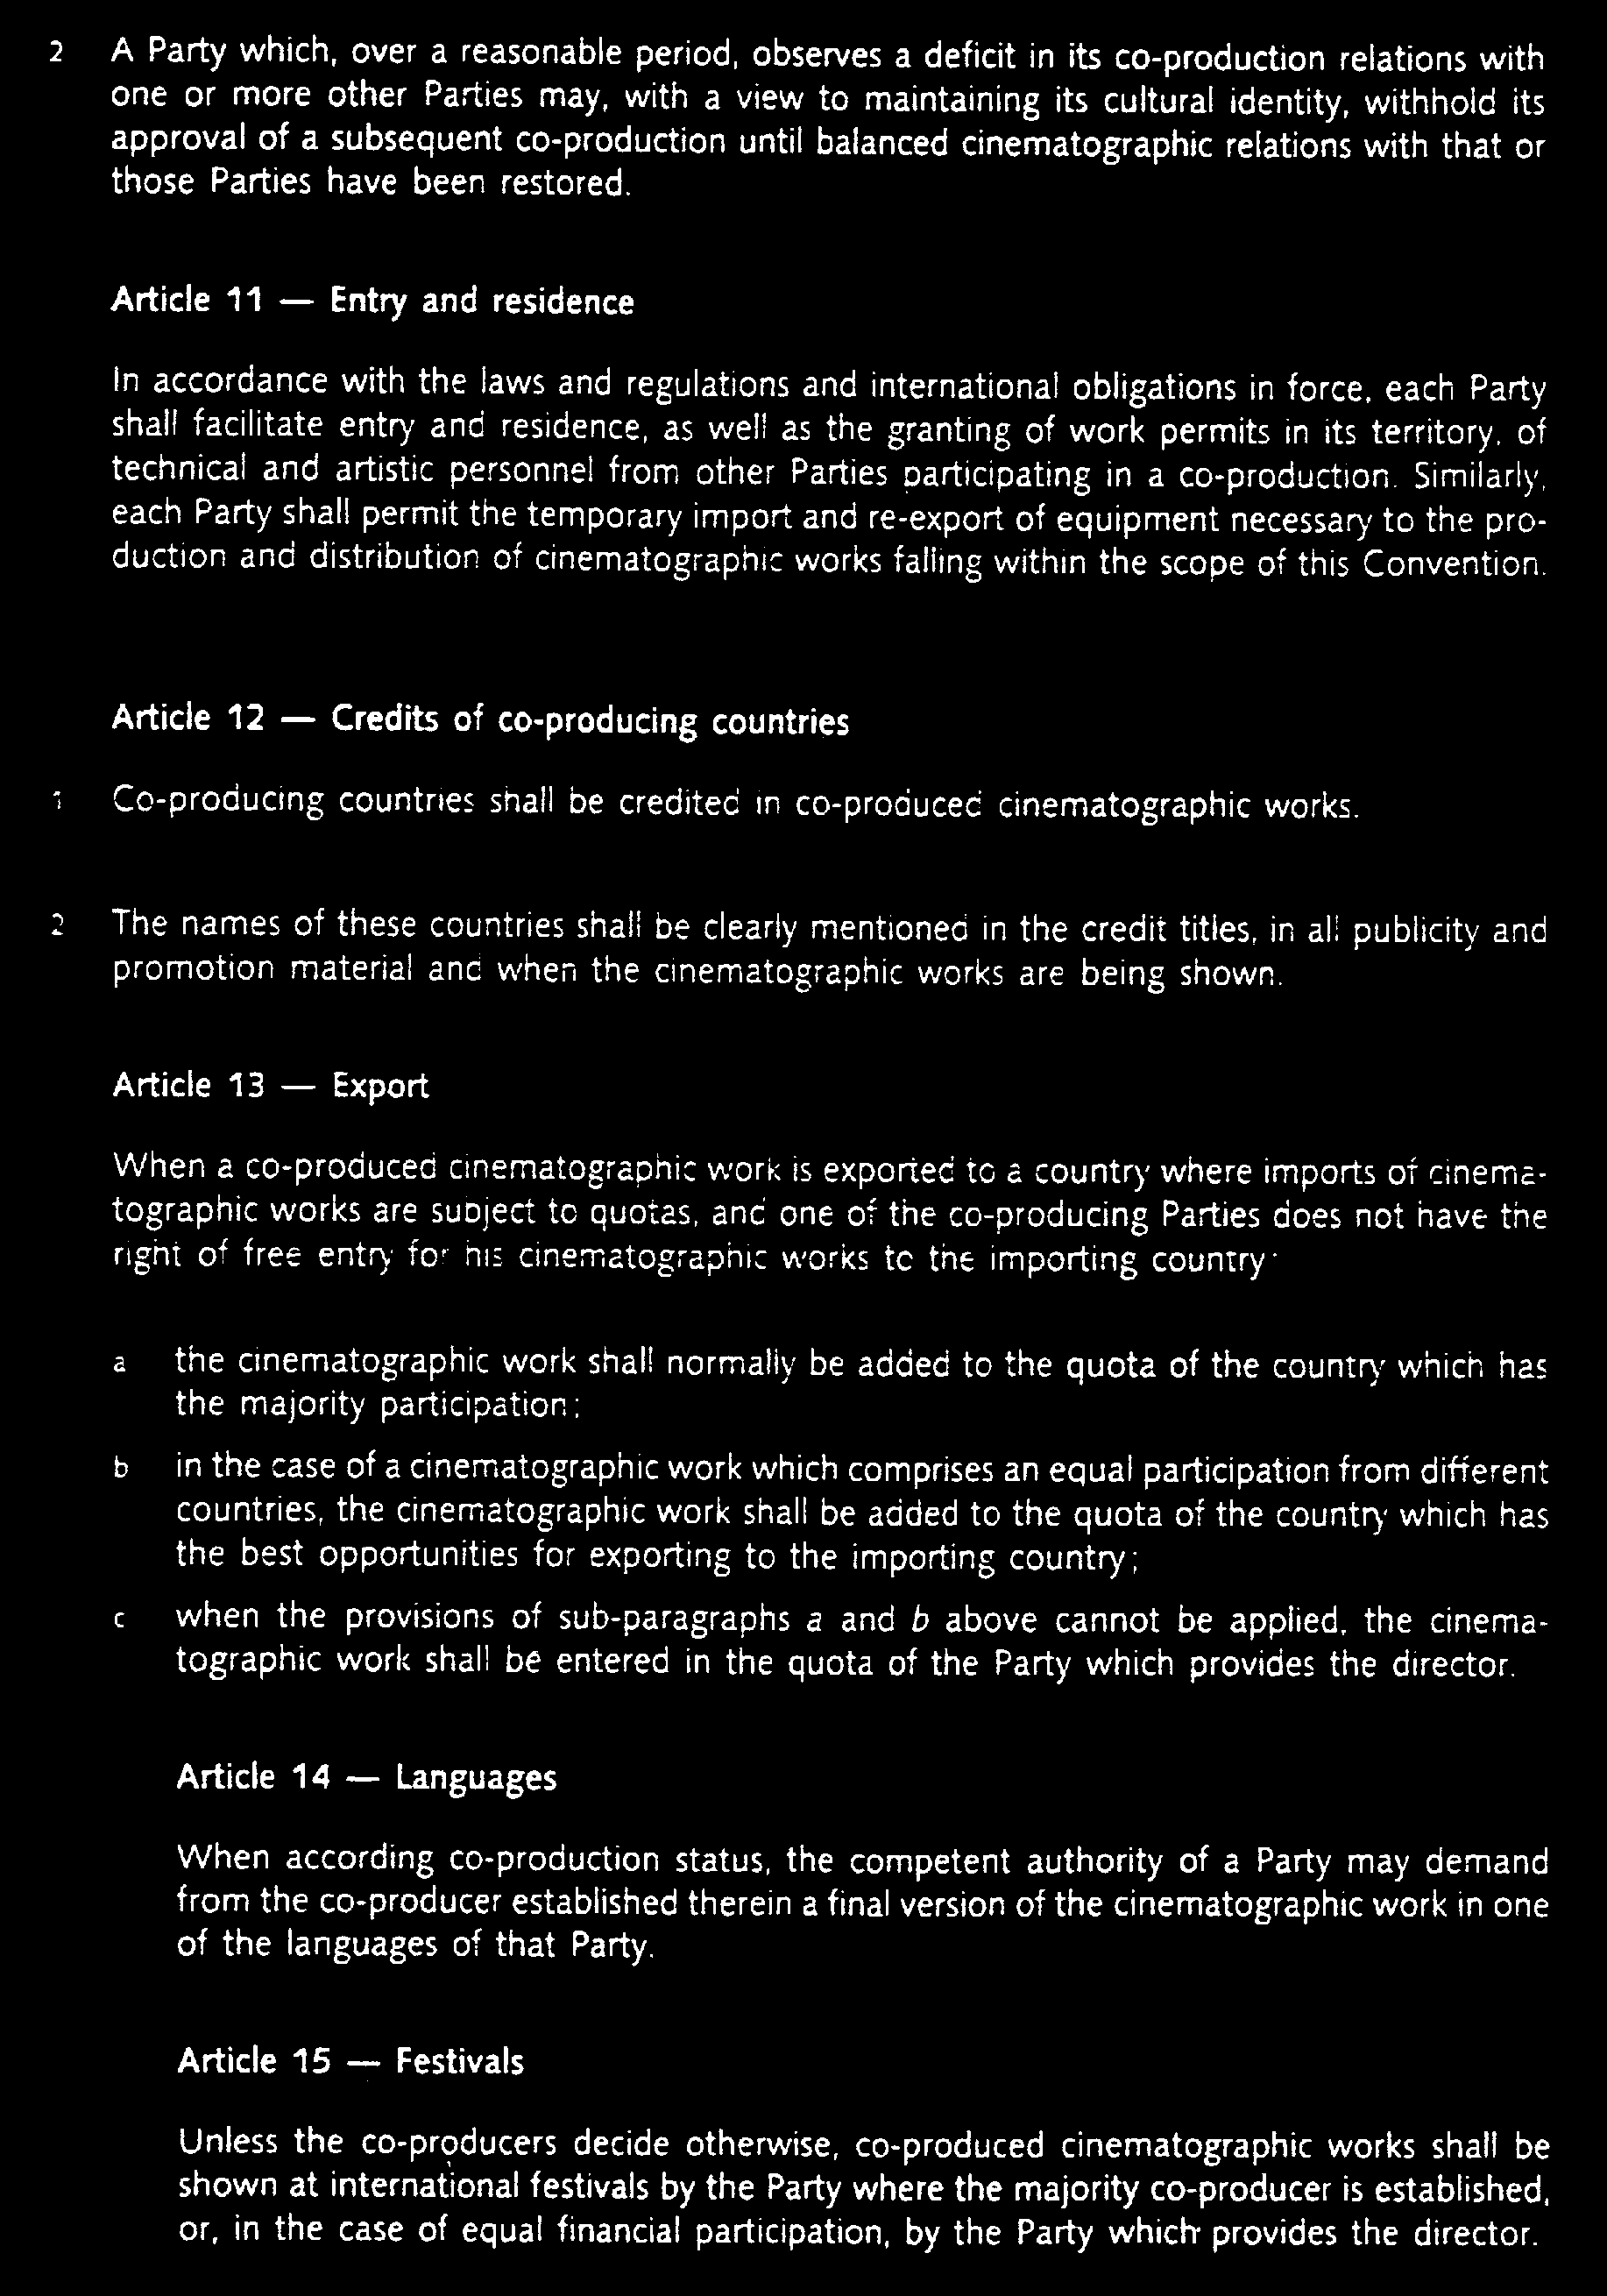 2 A Party which, over a reasonable period, observes a deficit in its co-production relations with
one or more other Parties may, with a view to maintaining its cultural identity, withhold its
approval of a subsequent co-production until balanced cinematographic relations with that or
those Parties have been restored.
Article 11 — Entry and residence
In accordance with the laws and regulations and international obligations in force, each Party
shall facilitate entry and residence, as well as the granting of work permits in its territory, of
technical and artistic personnel from other Parties participating in a co-production. Similarly,
each Party shall permit the temporary import and re-export of equipment necessary to the pro-
duction and distribution of cinematographic works falling within the scope of this Convention.
Article 12 — Credits of co-producing countries
1 Co-producing countries shall be credited in co-produced cinematographic works.
2 The names of these countries shall be clearly mentioned in the credit titles, in all publicity and
promotion material and when the cinematographic works are being shown.
Article 13 — Export
When a co-produced cinematographic work is exported to a country where imports of cinema-
tographic works are subject to quotas, and one of the co-producing Parties does not have the
right of free entry for his cinematographic works to the importing country:
a the cinematographic work shall normally be added to the quota of the country which has
the majority participation;
b in the case of a cinematographic work which comprises an equal participation from different
countries, the cinematographic work shall be added to the quota of the country which has
the best opportunities for exporting to the importing country;
c when the provisions of sub-paragraphs a and b above cannot be applied, the cinema-
tographic work shall be entered in the quota of the Party which provides the director.
Article 14 — Languages
When according co-production status, the competent authority of a Party may demand
from the co-producer established therein a final version of the cinematographic work in one
of the languages of that Party.
Article 15 — Festivals
Unless the co-producers decide otherwise, co-produced cinematographic works shall be
shown at international festivals by the Party where the majority co-producer is established,
or, in the case of equal financial participation, by the Party which provides the director.